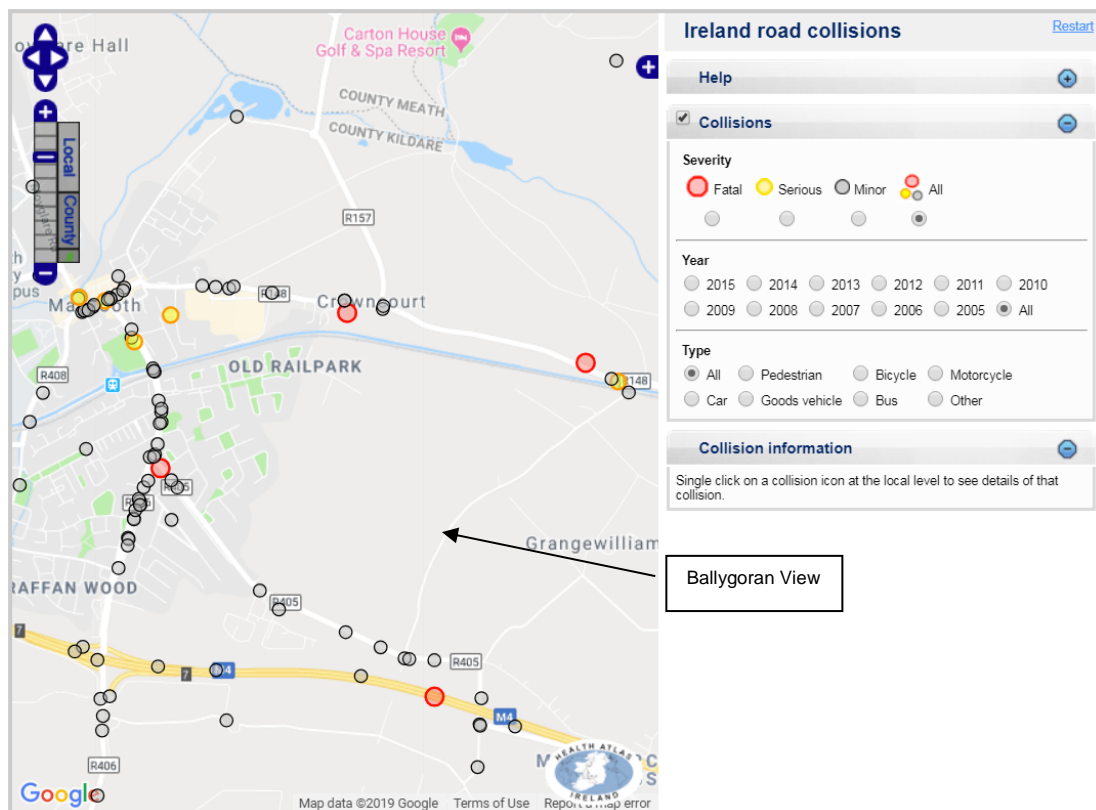 Carton House
Golf & Spa Resort
COUNTY MEATH
COUNTY KILDARE
Local
County
R157
R148
Crowncourt
R148
OLD RAILPARK
R408
R405
Grangewilliam
RAFFAN WOOD
R405
R405
7
M4
7
M4
R406
HEALTH ATLAS
IRELAND
Google
Map data ©2019 Google Terms of Use Report a map error
Ireland road collisions
Restart
Help
Collisions
Severity
Fatal Serious Minor All
Year
2015 2014 2013 2012 2011 2010
2009 2008 2007 2006 2005 All
Type
All Pedestrian Bicycle Motorcycle
Car Goods vehicle Bus Other
Collision information
Single click on a collision icon at the local level to see details of that
collision.
Ballygoran View